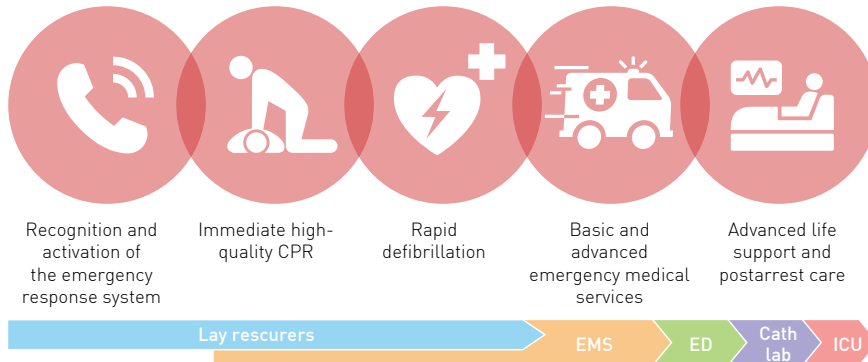 Recognition and
activation of
the emergency
response system
Immediate high-
quality CPR
Rapid
defibrillation
Basic and
advanced
emergency medical
services
Advanced life
support and
postarrest care
Lay rescurers
EMS
ED
Cath
lab
ICU